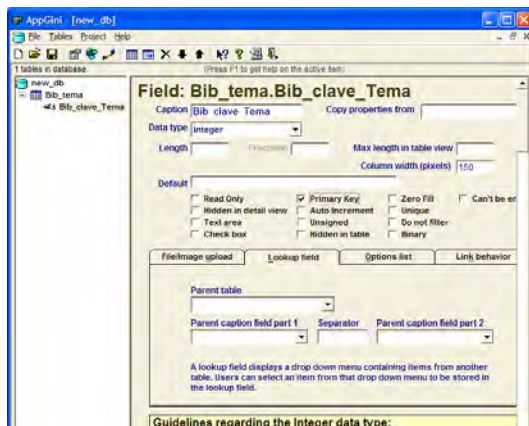 AppGini - [new_db]
File Tables Project Help
1 tables in database
(Press F1 to get help on the active item)
new_db
Bib_tema
Bib_clave_Tema
Field: Bib_tema.Bib_clave_Tema
Caption Bib clave Tema Copy properties from
Data type Integer
Length Precision Max length in table view
Column width (pixels) 150
Default
Read Only Primary Key Zero Fill Can't be
Hidden in detail view Auto Increment Unique
Text area Unsigned Do not filter
Check box Hidden in table Binary
File/Image upload Lookup field Options list Link behavior
Parent table
Parent caption field part 1 Separator Parent caption field part 2
A lookup field displays a drop down menu containing items from another
table. Users can select an item from that drop down menu to be stored in
the lookup field.
Guidelines regarding the Integer data type: